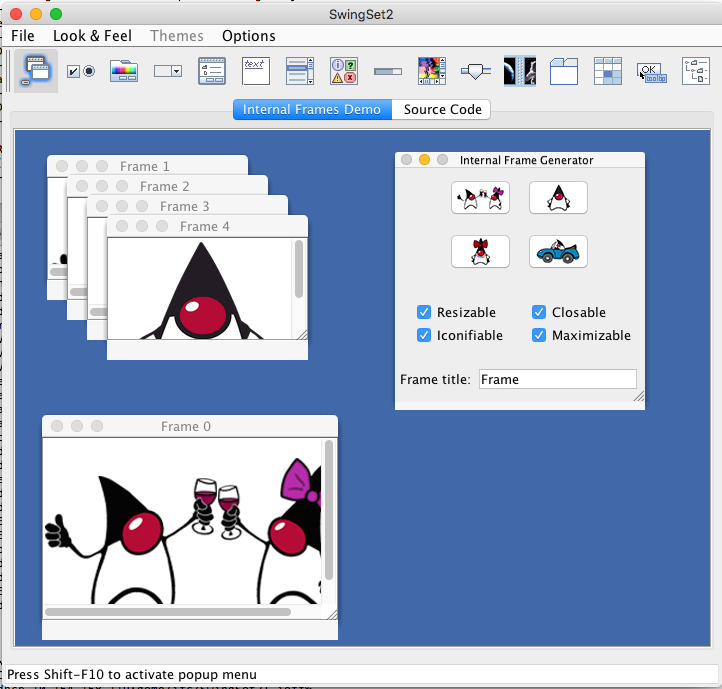 SwingSet2
File Look & Feel Themes Options
text
OK
tooltip
Internal Frames Demo Source Code
Frame 1
Frame 2
Frame 3
Frame 4
Internal Frame Generator
Resizable Closable
Iconifiable Maximizable
Frame title: Frame
Frame 0
Press Shift-F10 to activate popup menu